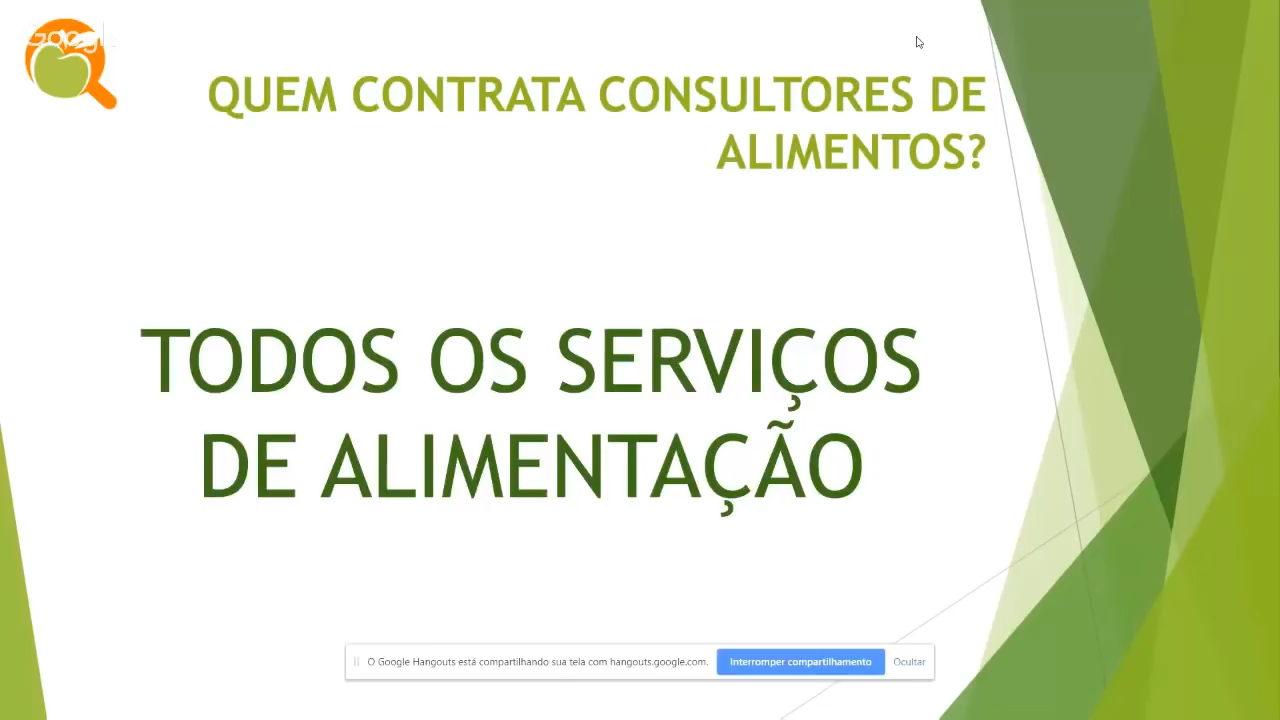 Google
QUEM CONTRATA CONSULTORES DE
ALIMENTOS?
TODOS OS SERVIÇOS
DE ALIMENTAÇÃO
O Google Hangouts está compartilhando sua tela com hangouts.google.com.
Interromper compartilhamento
Ocultar